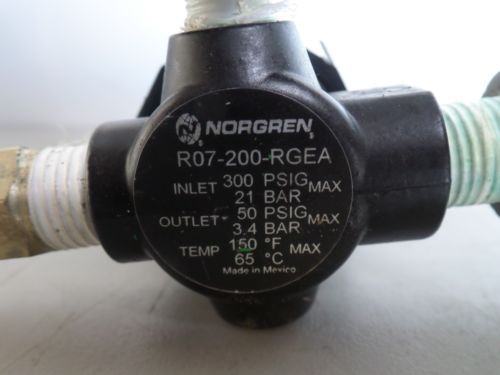 NORGREN
R07-200-RGEA
INLET 300 PSIG MAX
21 BAR
OUTLET 50 PSIG MAX
3.4 BAR
TEMP 150 °F MAX
65 °C
Made in Mexico